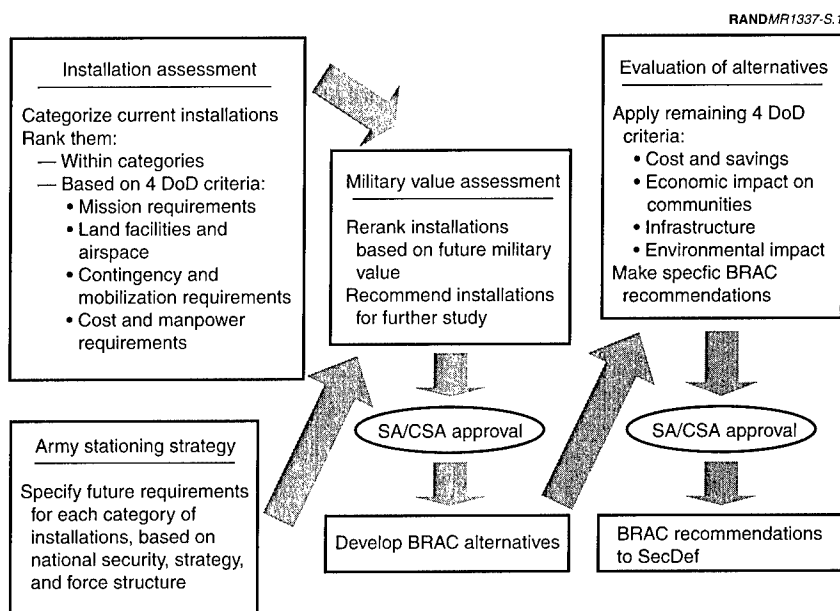 RANDMR1337-S.1
Installation assessment
Categorize current installations
Rank them:
— Within categories
— Based on 4 DoD criteria:
• Mission requirements
• Land facilities and
airspace
• Contingency and
mobilization requirements
• Cost and manpower
requirements
Army stationing strategy
Specify future requirements
for each category of
installations, based on
national security, strategy,
and force structure
Military value assessment
Rerank installations
based on future military
value
Recommend installations
for further study
SA/CSA approval
Develop BRAC alternatives
Evaluation of alternatives
Apply remaining 4 DoD
criteria:
• Cost and savings
• Economic impact on
communities
• Infrastructure
• Environmental impact
Make specfic BRAC
recommendations
SA/CSA approval
BRAC recommendations
to SecDef